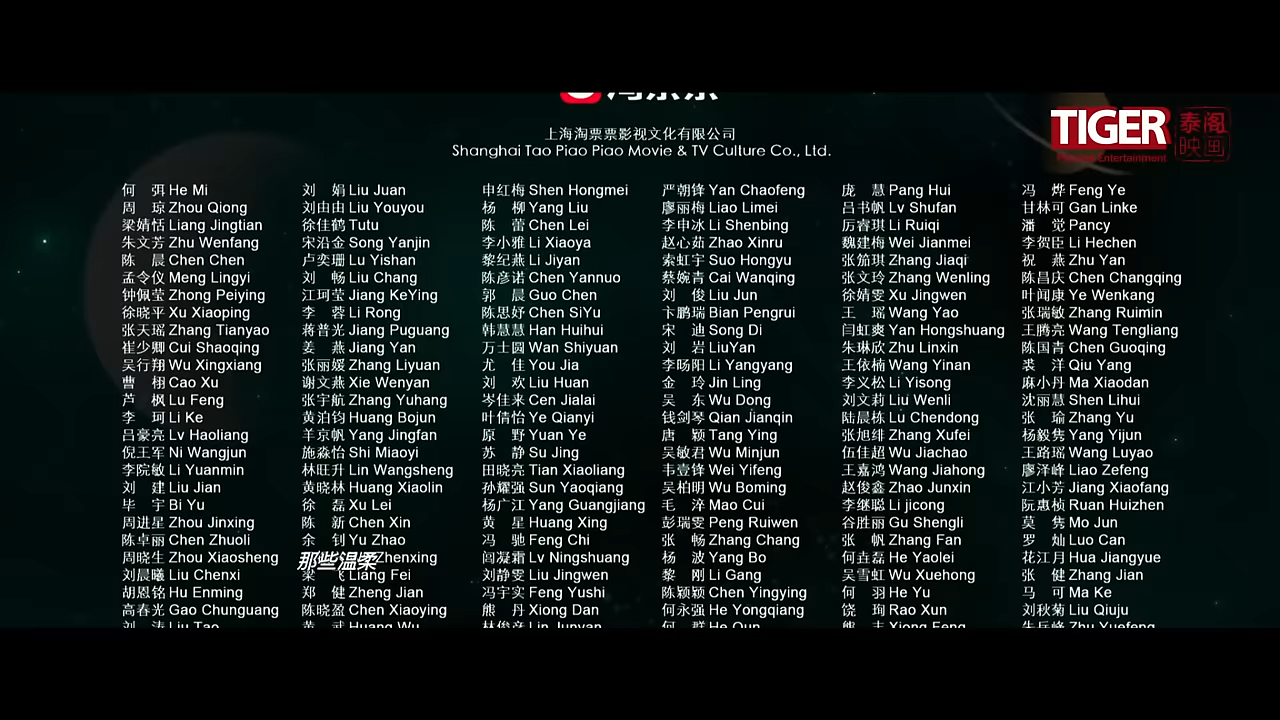 上海淘票票影视文化有限公司
Shanghai Tao Piao Piao Movie & TV Culture Co., Ltd.
TIGER 泰阁
Entertainment 映画
何 弭 He Mi 刘 娟 Liu Juan 申红梅 Shen Hongmei 严朝锋 Yan Chaofeng 庞 慧 Pang Hui 冯 烨 Feng Ye
周 琼 Zhou Qiong 刘由由 Liu Youyou 杨 柳 Yang Liu 廖丽梅 Liao Limei 吕书帆 Lv Shufan 甘林可 Gan Linke
梁婧恬 Liang Jingtian 徐佳鹤 Tutu 陈 蕾 Chen Lei 李申冰 Li Shenbing 厉睿琪 Li Ruiqi 潘 觉 Pancy
朱文芳 Zhu Wenfang 宋沿金 Song Yanjin 李小雅 Li Xiaoya 赵心茹 Zhao Xinru 魏建梅 Wei Jianmei 李贺臣 Li Hechen
陈 晨 Chen Chen 卢奕珊 Lu Yishan 黎纪燕 Li Jiyan 索虹宇 Suo Hongyu 张笳琪 Zhang Jiaqi 祝 燕 Zhu Yan
孟令仪 Meng Lingyi 刘 畅 Liu Chang 陈彦诺 Chen Yannuo 蔡婉青 Cai Wanqing 张文玲 Zhang Wenling 陈昌庆 Chen Changqing
钟佩莹 Zhong Peiying 江珂莹 Jiang KeYing 郭 晨 Guo Chen 刘 俊 Liu Jun 徐婧雯 Xu Jingwen 叶闻康 Ye Wenkang
徐晓平 Xu Xiaoping 李 蓉 Li Rong 陈思妤 Chen SiYu 卞鹏瑞 Bian Pengrui 王 瑶 Wang Yao 张瑞敏 Zhang Ruimin
张天瑶 Zhang Tianyao 蒋普光 Jiang Puguang 韩慧慧 Han Huihui 宋 迪 Song Di 闫虹爽 Yan Hongshuang 王腾亮 Wang Tengliang
崔少卿 Cui Shaoqing 姜 燕 Jiang Yan 万士圆 Wan Shiyuan 刘 岩 LiuYan 朱琳欣 Zhu Linxin 陈国青 Chen Guoqing
吴行翔 Wu Xingxiang 张丽媛 Zhang Liyuan 尤 佳 You Jia 李旸阳 Li Yangyang 王依楠 Wang Yinan 裘 洋 Qiu Yang
曹 栩 Cao Xu 谢文燕 Xie Wenyan 刘 欢 Liu Huan 金 玲 Jin Ling 李义松 Li Yisong 麻小丹 Ma Xiaodan
芦 枫 Lu Feng 张宇航 Zhang Yuhang 岑佳来 Cen Jialai 吴 东 Wu Dong 刘文莉 Liu Wenli 沈丽慧 Shen Lihui
李 珂 Li Ke 黄泊钧 Huang Bojun 叶倩怡 Ye Qianyi 钱剑琴 Qian Jianqin 陆晨栋 Lu Chendong 张 瑜 Zhang Yu
吕豪亮 Lv Haoliang 羊京帆 Yang Jingfan 原 野 Yuan Ye 唐 颖 Tang Ying 张旭绯 Zhang Xufei 杨毅隽 Yang Yijun
倪王军 Ni Wangjun 施淼怡 Shi Miaoyi 苏 静 Su Jing 吴敏君 Wu Minjun 伍佳超 Wu Jiachao 王路瑶 Wang Luyao
李院敏 Li Yuanmin 林旺升 Lin Wangsheng 田晓亮 Tian Xiaoliang 韦壹锋 Wei Yifeng 王嘉鸿 Wang Jiahong 廖泽峰 Liao Zefeng
刘 建 Liu Jian 黄晓林 Huang Xiaolin 孙耀强 Sun Yaoqiang 吴柏明 Wu Boming 赵俊鑫 Zhao Junxin 江小芳 Jiang Xiaofang
毕 宇 Bi Yu 徐 磊 Xu Lei 杨广江 Yang Guangjiang 毛 淬 Mao Cui 李继聪 Li jicong 阮惠桢 Ruan Huizhen
周进星 Zhou Jinxing 陈 新 Chen Xin 黄 星 Huang Xing 彭瑞雯 Peng Ruiwen 谷胜丽 Gu Shengli 莫 隽 Mo Jun
陈卓丽 Chen Zhuoli 余 钊 Yu Zhao 冯 驰 Feng Chi 张 畅 Zhang Chang 张 帆 Zhang Fan 罗 灿 Luo Can
周晓生 Zhou Xiaosheng 那些温柔 Zhenxing 闾凝霜 Lv Ningshuang 杨 波 Yang Bo 何垚磊 He Yaolei 花江月 Hua Jiangyue
刘晨曦 Liu Chenxi 梁 飞 Liang Fei 刘静雯 Liu Jingwen 黎 刚 Li Gang 吴雪虹 Wu Xuehong 张 健 Zhang Jian
胡恩铭 Hu Enming 郑 健 Zheng Jian 冯宇实 Feng Yushi 陈颖颖 Chen Yingying 何 羽 He Yu 马 可 Ma Ke
高春光 Gao Chunguang 陈晓盈 Chen Xiaoying 熊 丹 Xiong Dan 何永强 He Yongqiang 饶 珣 Rao Xun 刘秋菊 Liu Qiuju
刘 涛 Liu Tao 黄 武 Huang Wu 林俊彦 Lin Junyan 何 群 He Qun 熊 丰 Xiong Feng 朱岳峰 Zhu Yuefeng